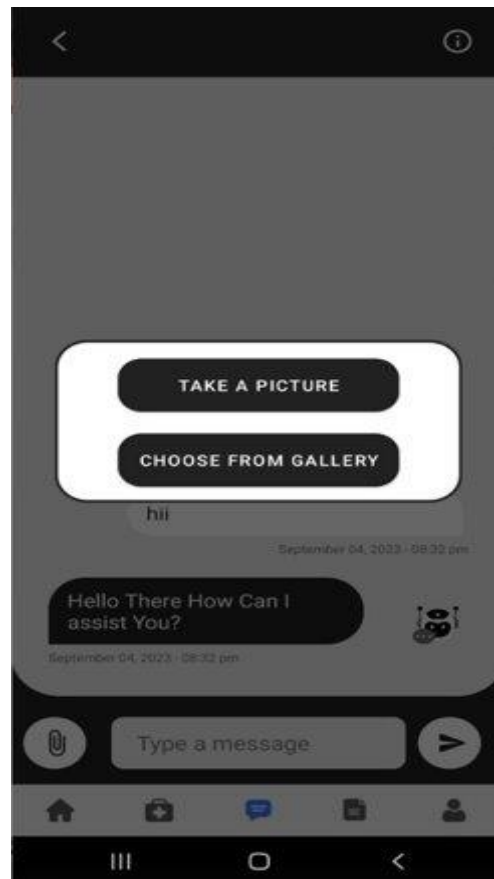 TAKE A PICTURE
CHOOSE FROM GALLERY
hii
September 04, 2023 - 08:32 pm
Hello There How Can I
assist You?
September 04, 2023 - 08:32 pm
Type a message